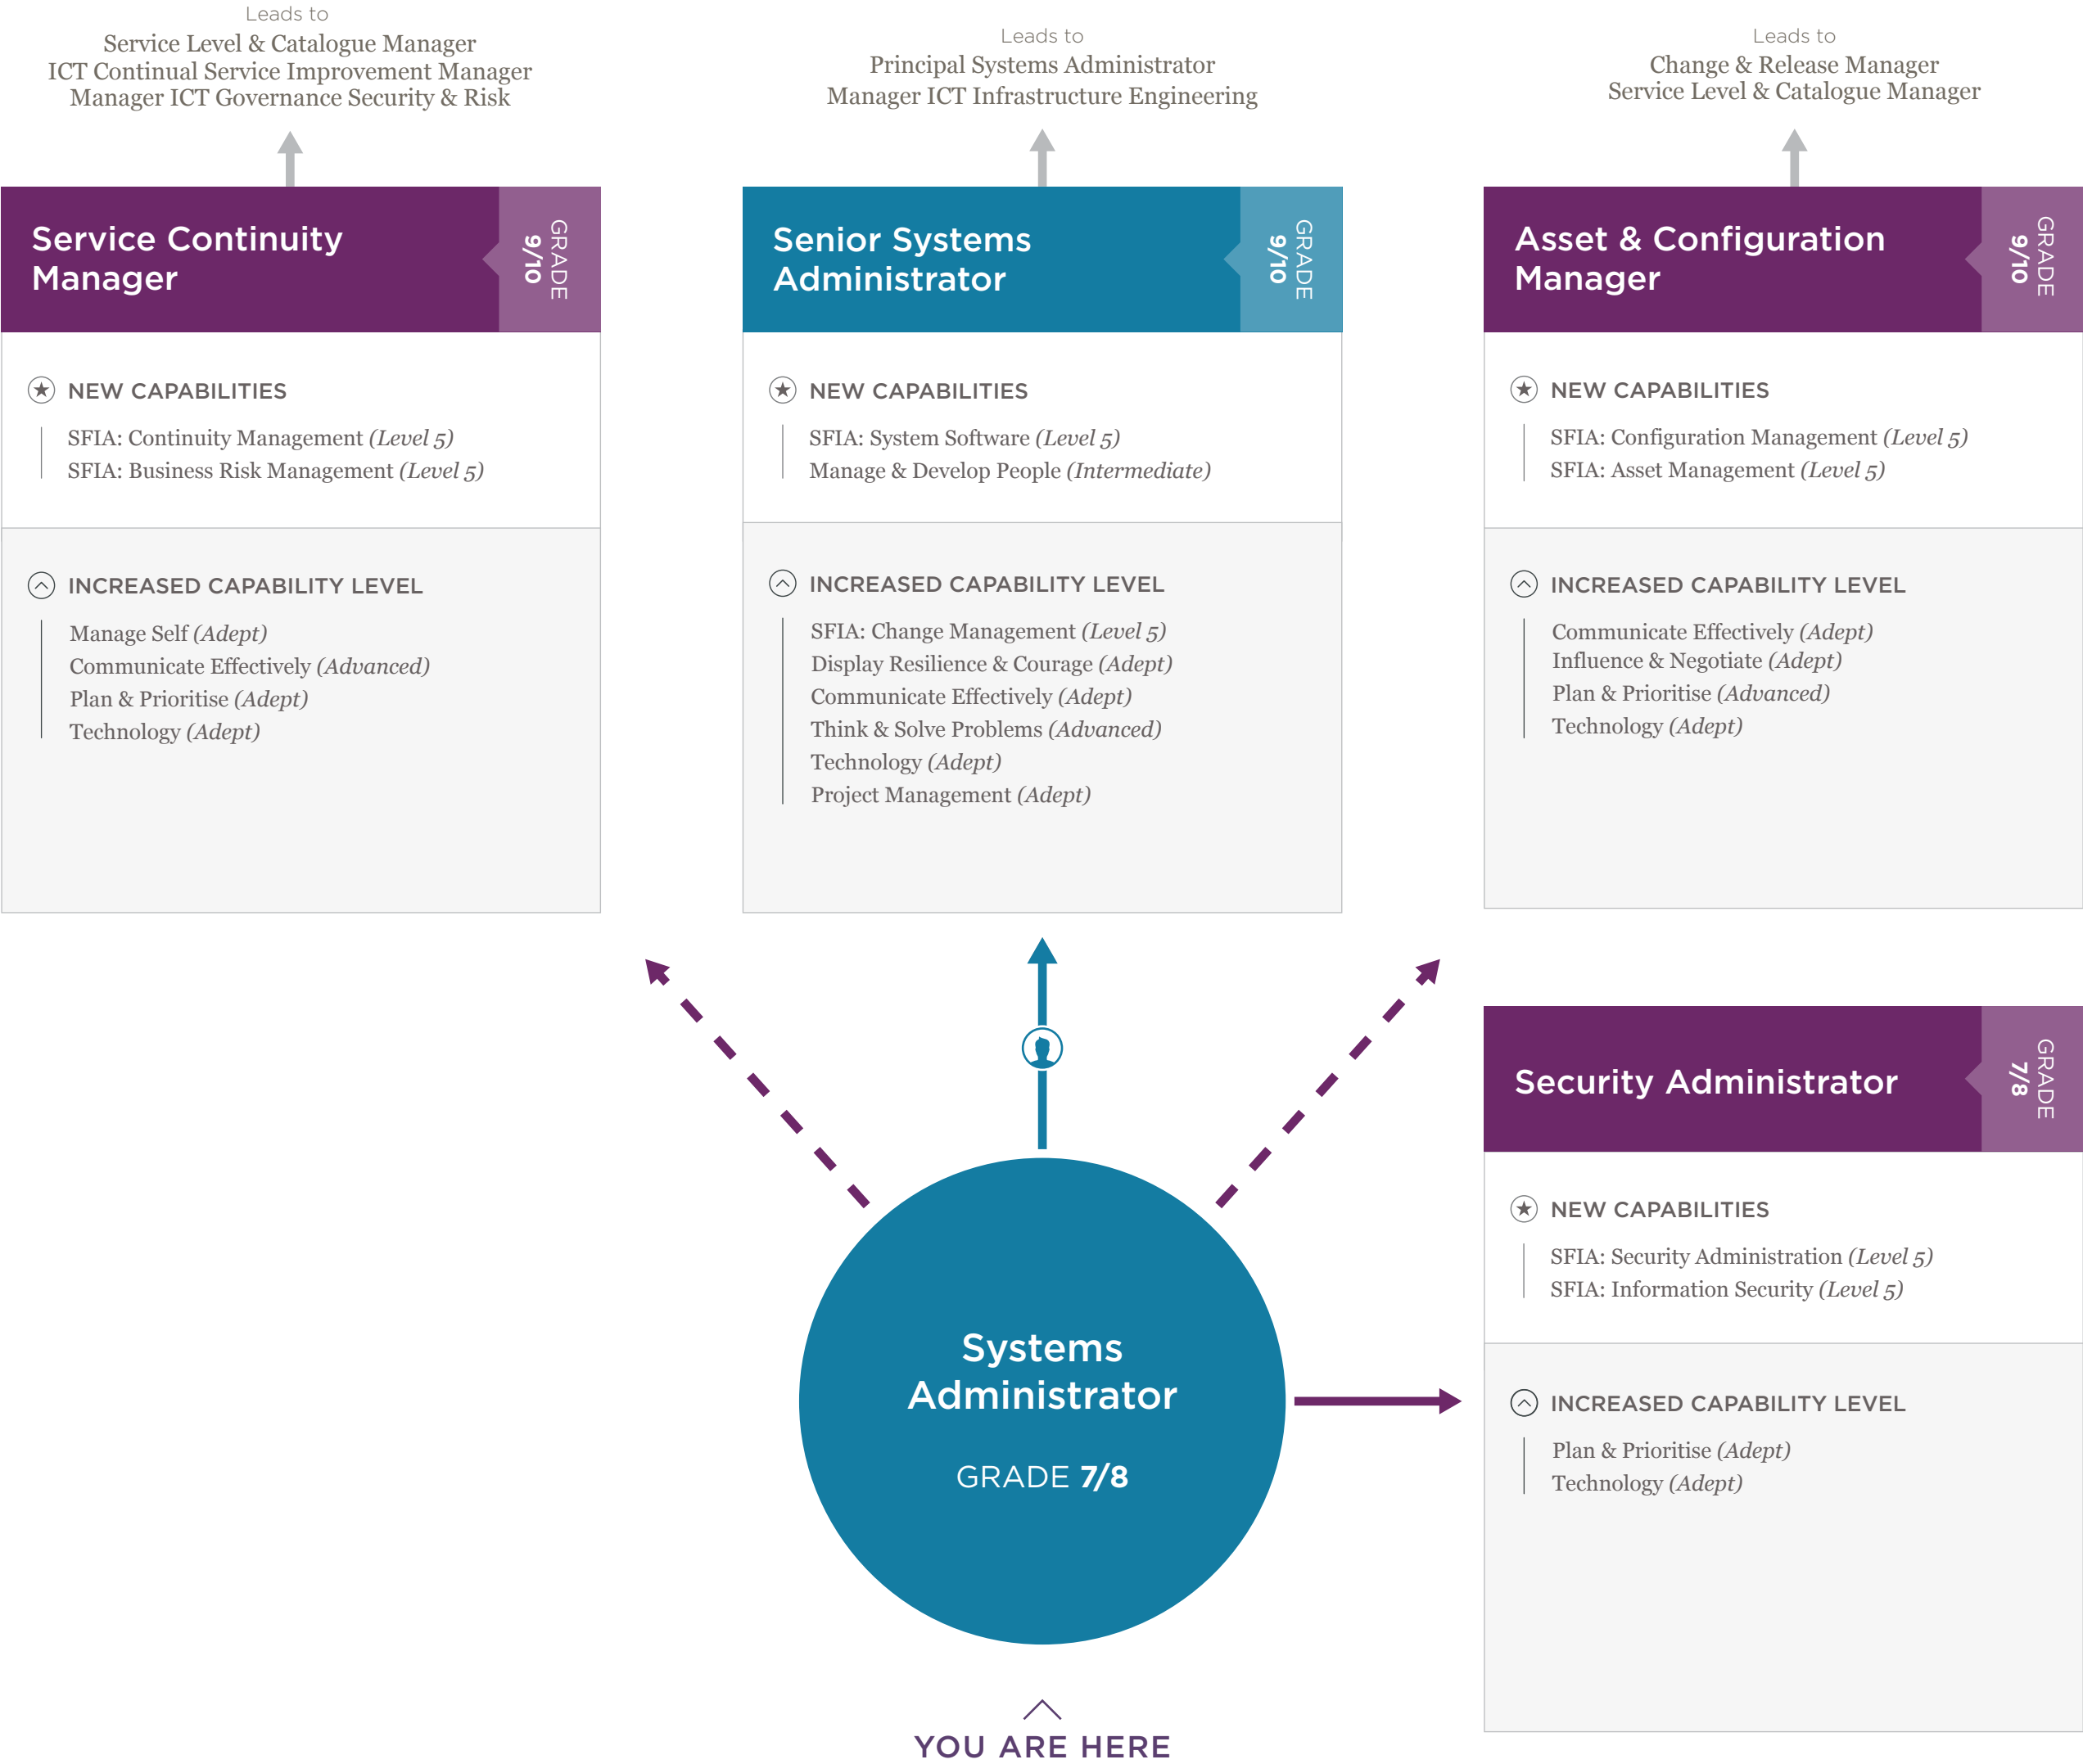 Leads to
Service Level & Catalogue Manager
ICT Continual Service Improvement Manager
Manager ICT Governance Security & Risk
Leads to
Principal Systems Administrator
Manager ICT Infrastructure Engineering
Leads to
Change & Release Manager
Service Level & Catalogue Manager
Service Continuity
Manager
GRADE
9/10
NEW CAPABILITIES
SFIA: Continuity Management (Level 5)
SFIA: Business Risk Management (Level 5)
INCREASED CAPABILITY LEVEL
Manage Self (Adept)
Communicate Effectively (Advanced)
Plan & Prioritise (Adept)
Technology (Adept)
Senior Systems
Administrator
GRADE
9/10
NEW CAPABILITIES
SFIA: System Software (Level 5)
Manage & Develop People (Intermediate)
INCREASED CAPABILITY LEVEL
SFIA: Change Management (Level 5)
Display Resilience & Courage (Adept)
Communicate Effectively (Adept)
Think & Solve Problems (Advanced)
Technology (Adept)
Project Management (Adept)
Asset & Configuration
Manager
GRADE
9/10
NEW CAPABILITIES
SFIA: Configuration Management (Level 5)
SFIA: Asset Management (Level 5)
INCREASED CAPABILITY LEVEL
Communicate Effectively (Adept)
Influence & Negotiate (Adept)
Plan & Prioritise (Advanced)
Technology (Adept)
Security Administrator
GRADE
7/8
NEW CAPABILITIES
SFIA: Security Administration (Level 5)
SFIA: Information Security (Level 5)
INCREASED CAPABILITY LEVEL
Plan & Prioritise (Adept)
Technology (Adept)
Systems
Administrator
GRADE 7/8
YOU ARE HERE